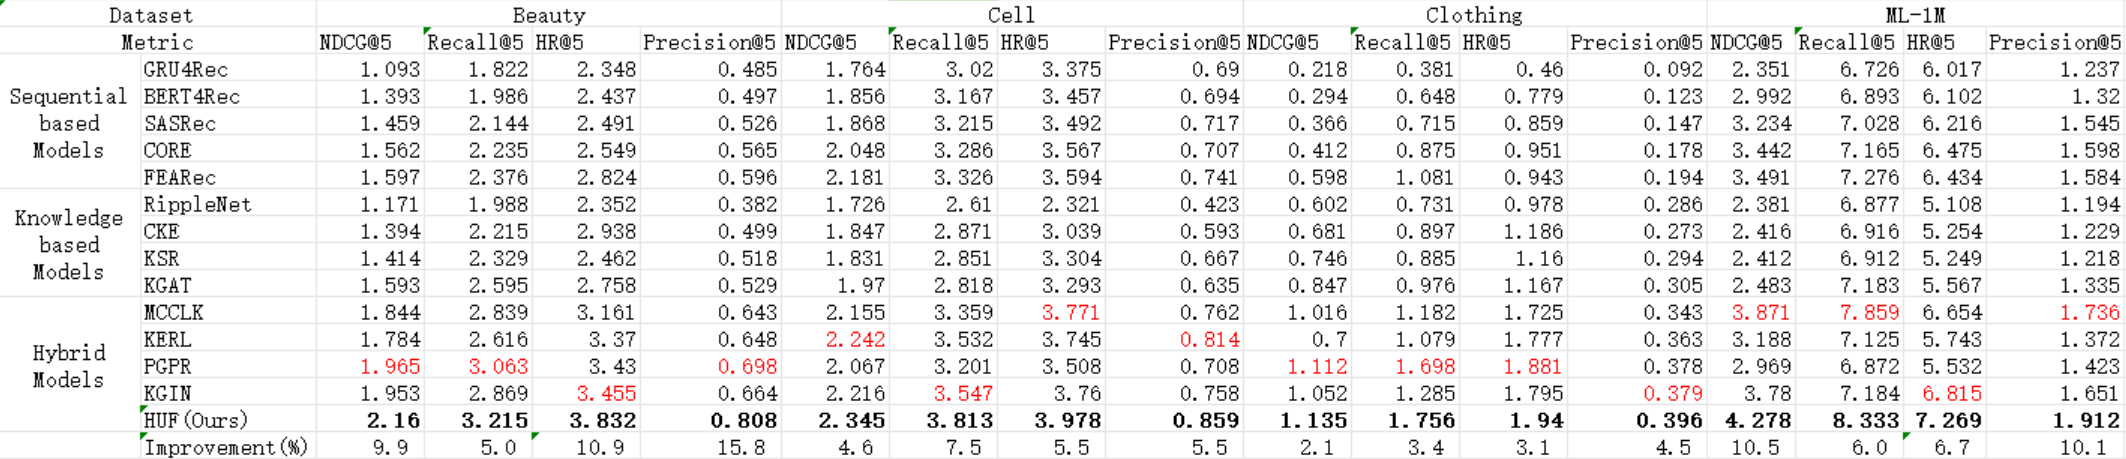 Dataset Beauty Cell Clothing ML-1M
Metric NDCG@5 Recall@5 HR@5 Precision@5 NDCG@5 Recall@5 HR@5 Precision@5 NDCG@5 Recall@5 HR@5 Precision@5 NDCG@5 Recall@5 HR@5 Precision@5
Sequential based Models
GRU4Rec 1.093 1.822 2.348 0.485 1.764 3.02 3.375 0.69 0.218 0.381 0.46 0.092 2.351 6.726 6.017 1.237
BERT4Rec 1.393 1.986 2.437 0.497 1.856 3.167 3.457 0.694 0.294 0.648 0.779 0.123 2.992 6.893 6.102 1.32
SASRec 1.459 2.144 2.491 0.526 1.868 3.215 3.492 0.717 0.366 0.715 0.859 0.147 3.234 7.028 6.216 1.545
CORE 1.562 2.235 2.549 0.565 2.048 3.286 3.567 0.707 0.412 0.875 0.951 0.178 3.442 7.165 6.475 1.598
FEARec 1.597 2.376 2.824 0.596 2.181 3.326 3.594 0.741 0.598 1.081 0.943 0.194 3.491 7.276 6.434 1.584
Knowledge based Models
RippleNet 1.171 1.988 2.352 0.382 1.726 2.61 2.321 0.423 0.602 0.731 0.978 0.286 2.381 6.877 5.108 1.194
CKE 1.394 2.215 2.938 0.499 1.847 2.871 3.039 0.593 0.681 0.897 1.186 0.273 2.416 6.916 5.254 1.229
KSR 1.414 2.329 2.462 0.518 1.831 2.851 3.304 0.667 0.746 0.885 1.16 0.294 2.412 6.912 5.249 1.218
KGAT 1.593 2.595 2.758 0.529 1.97 2.818 3.293 0.635 0.847 0.976 1.167 0.305 2.483 7.183 5.567 1.335
Hybrid Models
MCCLK 1.844 2.839 3.161 0.643 2.155 3.359 3.771 0.762 1.016 1.182 1.725 0.343 3.871 7.859 6.654 1.736
KERL 1.784 2.616 3.37 0.648 2.242 3.532 3.745 0.814 0.7 1.079 1.777 0.363 3.188 7.125 5.743 1.372
PGPR 1.965 3.063 3.43 0.698 2.067 3.201 3.508 0.708 1.112 1.698 1.881 0.378 2.969 6.872 5.532 1.423
KGIN 1.953 2.869 3.455 0.664 2.216 3.547 3.76 0.758 1.052 1.285 1.795 0.379 3.78 7.184 6.815 1.651
HUF(Ours) 2.16 3.215 3.832 0.808 2.345 3.813 3.978 0.859 1.135 1.756 1.94 0.396 4.278 8.333 7.269 1.912
Improvement(%) 9.9 5.0 10.9 15.8 4.6 7.5 5.5 5.5 2.1 3.4 3.1 4.5 10.5 6.0 6.7 10.1